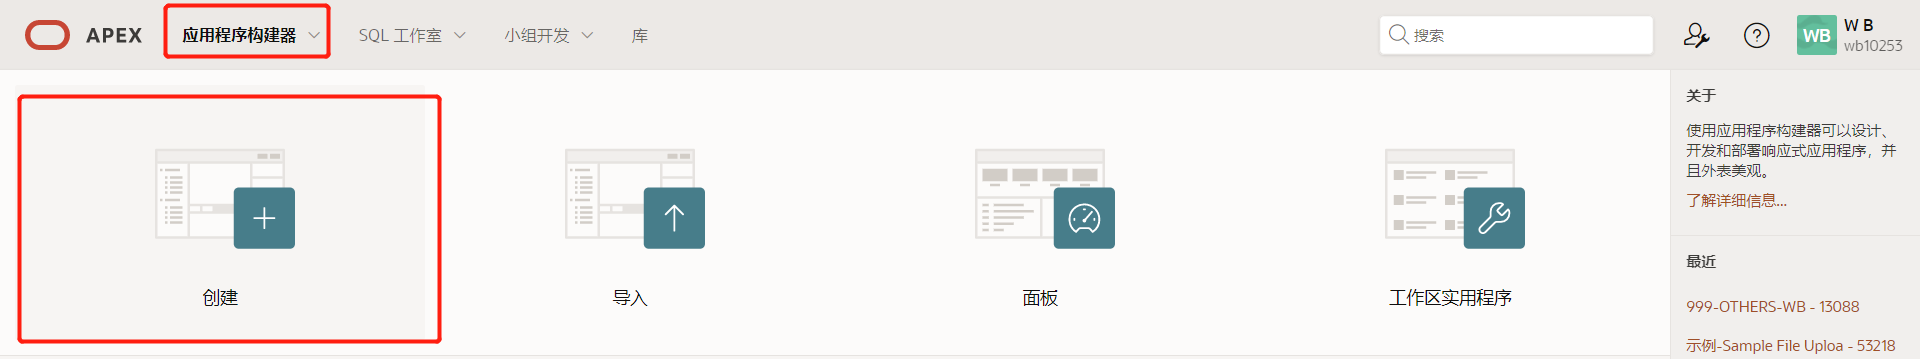 APEX 应用程序构建器 SQL 工作室 小组开发 库 搜索 WB W B
wb10253
创建
导入
面板
工作区实用程序
关于
使用应用程序构建器可以设计、
开发和部署响应式应用程序，并
且外表美观。
了解详细信息...
最近
999-OTHERS-WB - 13088
示例-Sample File Uploa - 53218